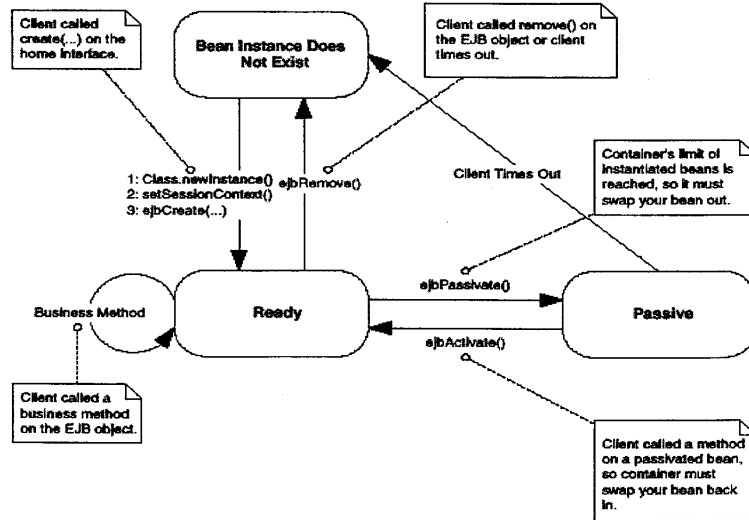 Client called
create(...) on the
home interface.
Bean Instance Does
Not Exist
Client called remove() on
the EJB object or client
times out.
1: Class.newInstance()
2: setSessionContext()
3: ejbCreate(...)
ejbRemove()
Client Times Out
Container's limit of
instantiated beans is
reached, so it must
swap your bean out.
Business Method
Ready
ejbPassivate()
ejbActivate()
Passive
Client called a
business method
on the EJB object.
Client called a method
on a passivated bean,
so container must
swap your bean back
in.